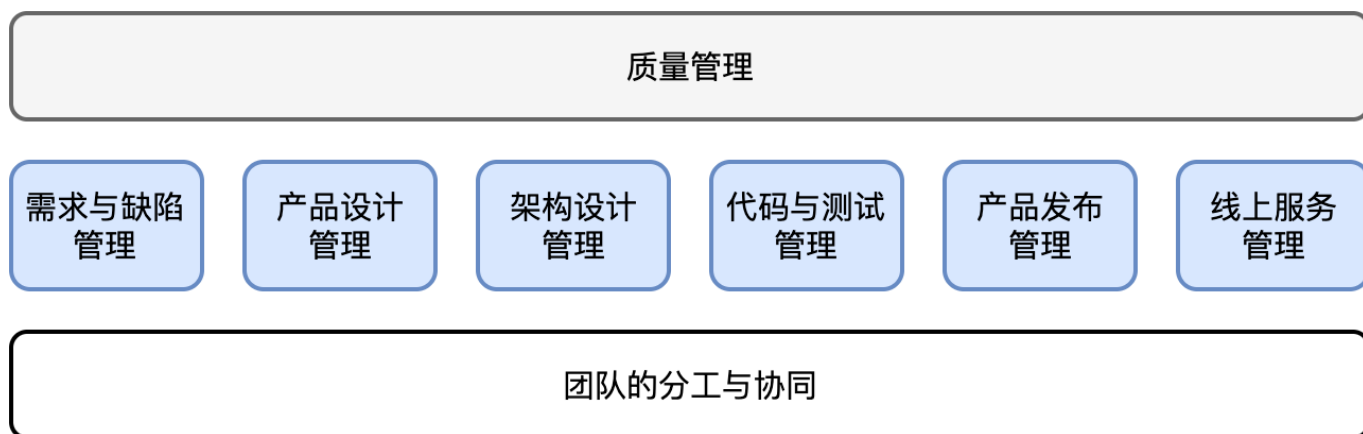 质量管理
需求与缺陷
管理
产品设计
管理
架构设计
管理
代码与测试
管理
产品发布
管理
线上服务
管理
团队的分工与协同